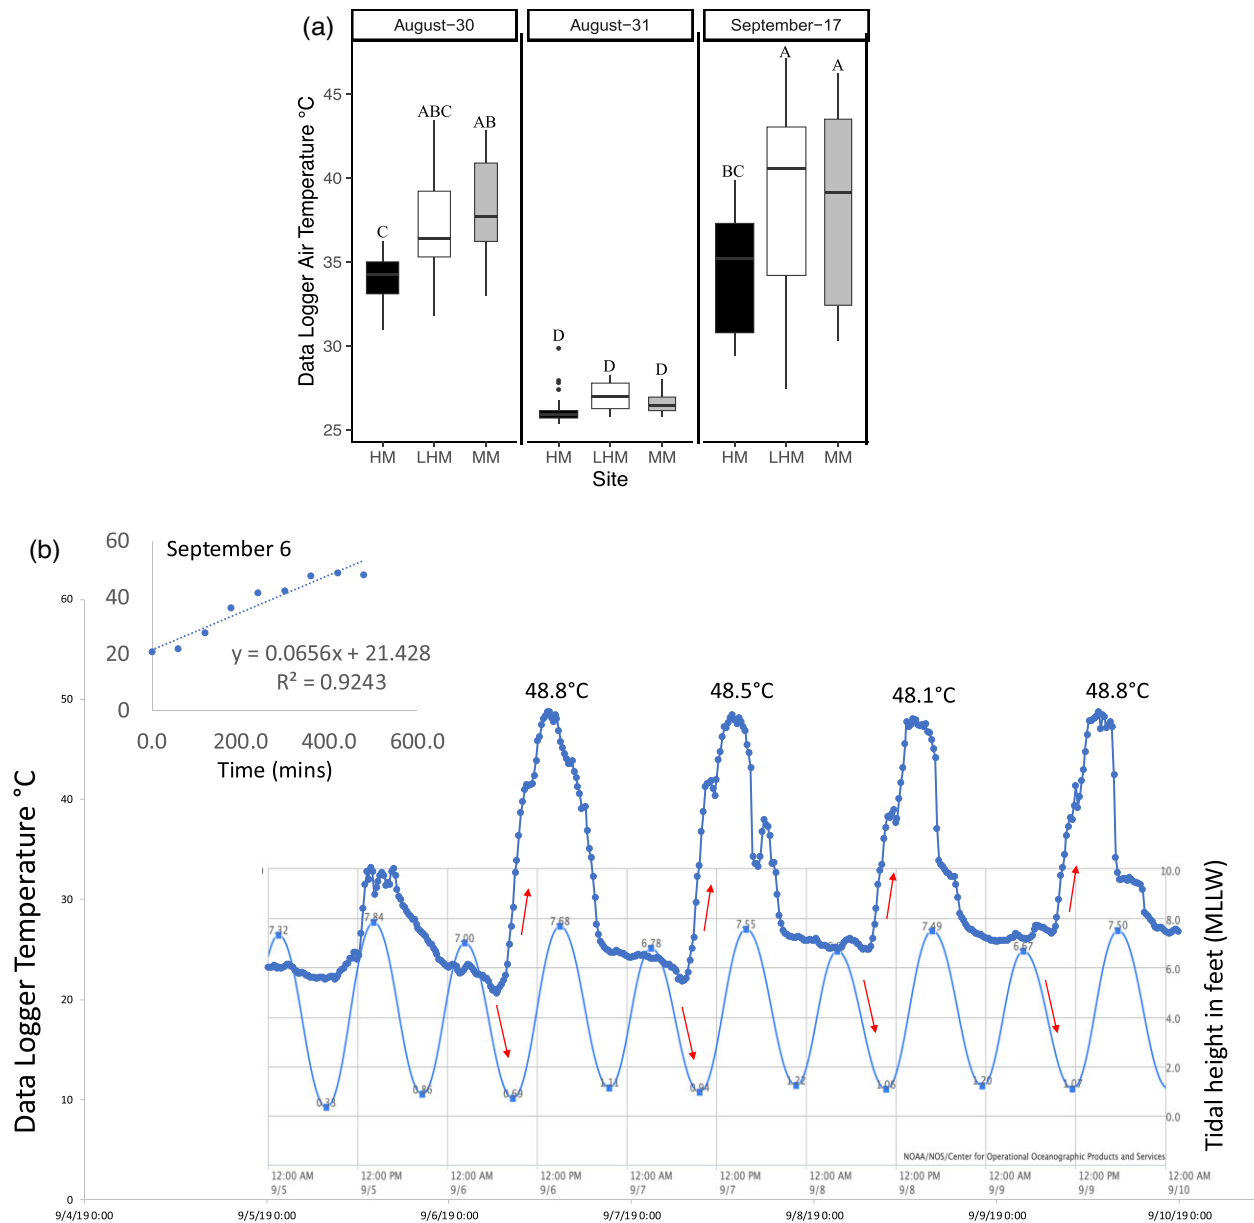 (a)
August−30 August−31 September−17
Data Logger Air Temperature °C
45
40
35
30
25
C ABC AB
D D D
BC A A
HM LHM MM HM LHM MM HM LHM MM
Site
(b)
September 6
60
40
20
0
y = 0.0656x + 21.428
R² = 0.9243
0.0 200.0 400.0 600.0
Time (mins)
Data Logger Temperature °C
60
50
40
30
20
10
0
48.8°C 48.5°C 48.1°C 48.8°C
7.32 7.84 7.00 7.68 6.78 7.55 7.49 7.50
0.33 0.86 0.69 1.11 0.94 1.22 1.06 1.20 1.07
10.0
8.0
6.0
4.0
2.0
0.0
Tidal height in feet (MLLW)
NOAA/NOS/Center for Operational Oceanographic Products and Services
12:00 AM 12:00 PM 12:00 AM 12:00 PM 12:00 AM 12:00 PM 12:00 AM 12:00 PM 12:00 AM 12:00 PM 12:00 AM
9/5 9/5 9/6 9/6 9/7 9/7 9/8 9/8 9/9 9/9 9/10
9/4/19 0:00 9/5/19 0:00 9/6/19 0:00 9/7/19 0:00 9/8/19 0:00 9/9/19 0:00 9/10/19 0:00